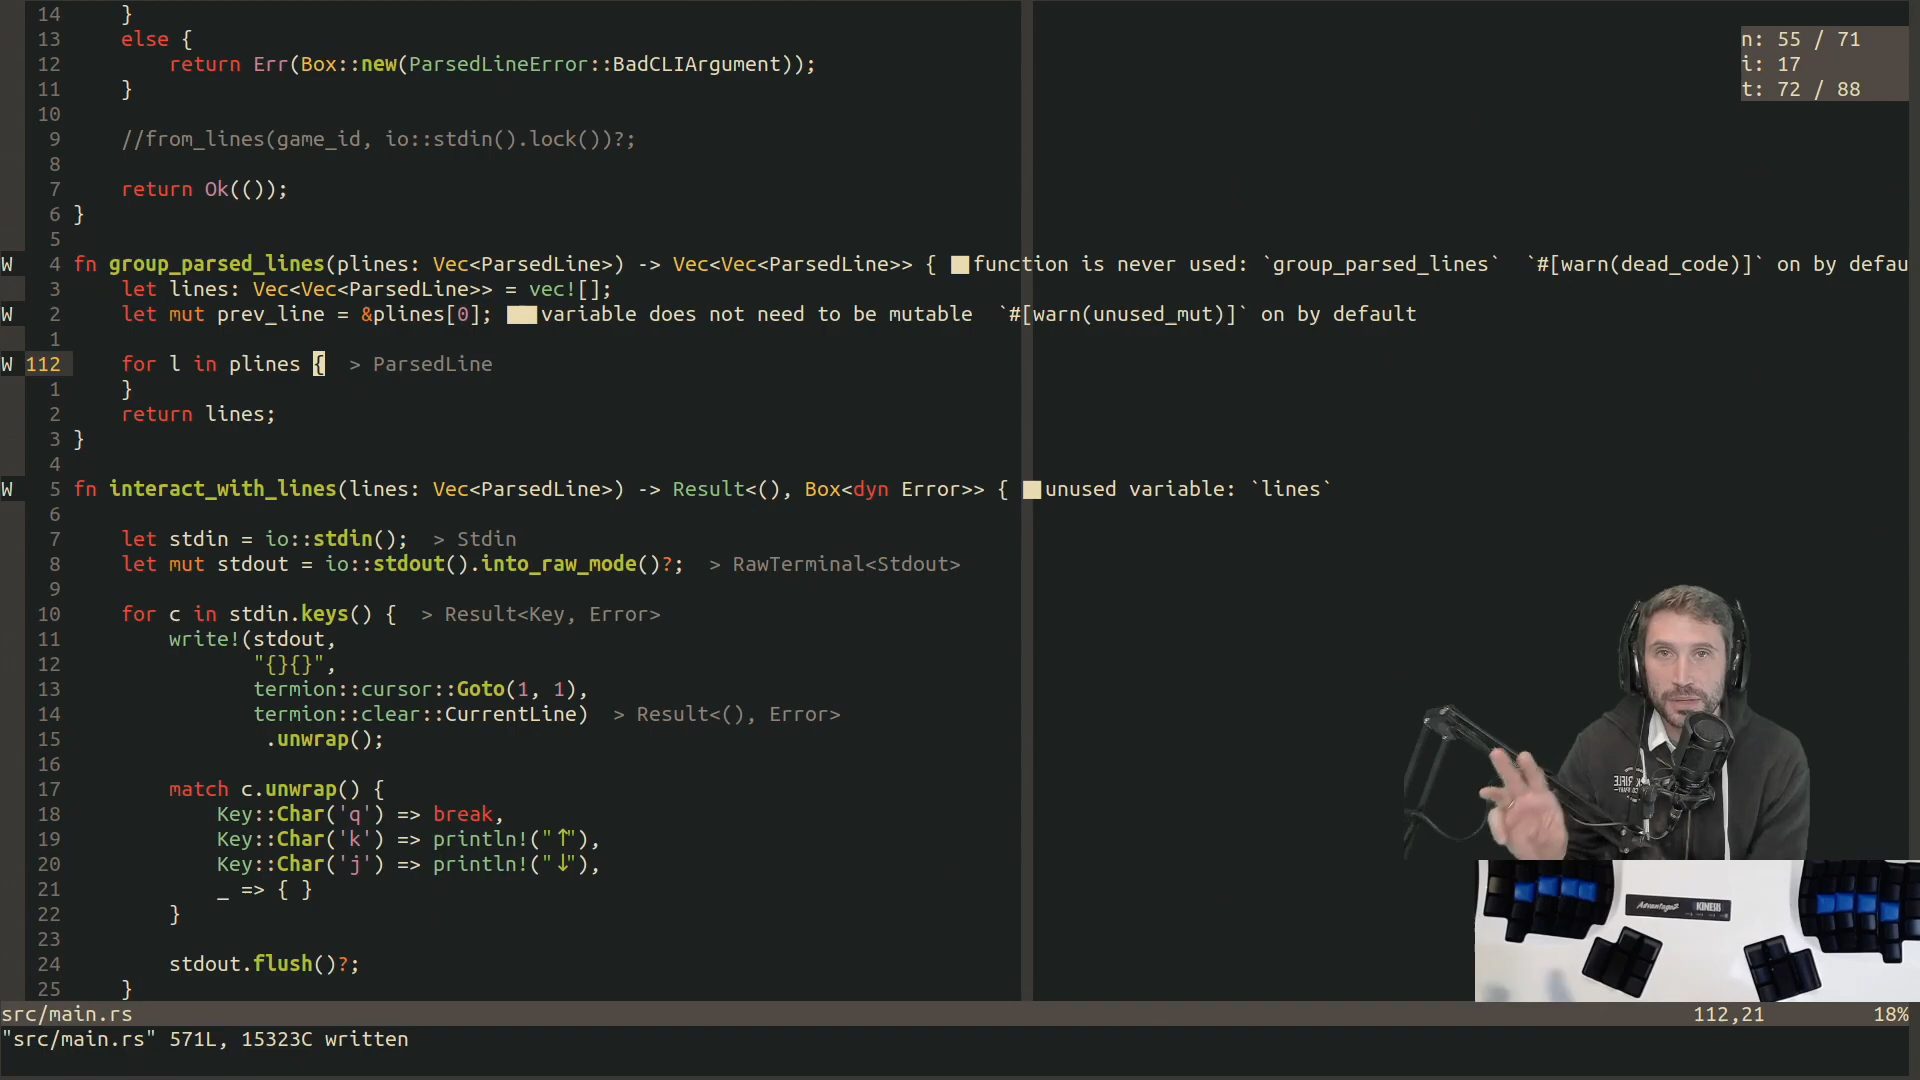 14 }
13 else {
12 return Err(Box::new(ParsedLineError::BadCLIArgument));
11 }
10
9 //from_lines(game_id, io::stdin().lock())?;
8
7 return Ok(());
6 }
5
W 4 fn group_parsed_lines(plines: Vec<ParsedLine>) -> Vec<Vec<ParsedLine>> { function is never used: `group_parsed_lines` `#[warn(dead_code)]` on by defau
3 let lines: Vec<Vec<ParsedLine>> = vec![];
W 2 let mut prev_line = &plines[0]; variable does not need to be mutable `#[warn(unused_mut)]` on by default
1
W 112 for l in plines { > ParsedLine
1 }
2 return lines;
3 }
4
W 5 fn interact_with_lines(lines: Vec<ParsedLine>) -> Result<(), Box<dyn Error>> { unused variable: `lines`
6
7 let stdin = io::stdin(); > Stdin
8 let mut stdout = io::stdout().into_raw_mode()?; > RawTerminal<Stdout>
9
10 for c in stdin.keys() { > Result<Key, Error>
11 write!(stdout,
12 "{}{}",
13 termion::cursor::Goto(1, 1),
14 termion::clear::CurrentLine) > Result<(), Error>
15 .unwrap();
16
17 match c.unwrap() {
18 Key::Char('q') => break,
19 Key::Char('k') => println!("↑"),
20 Key::Char('j') => println!("↓"),
21 _ => { }
22 }
23
24 stdout.flush()?;
25 }
src/main.rs 112,21 18%
"src/main.rs" 571L, 15323C written
n: 55 / 71
i: 17
t: 72 / 88
Advantage2 KINESIS